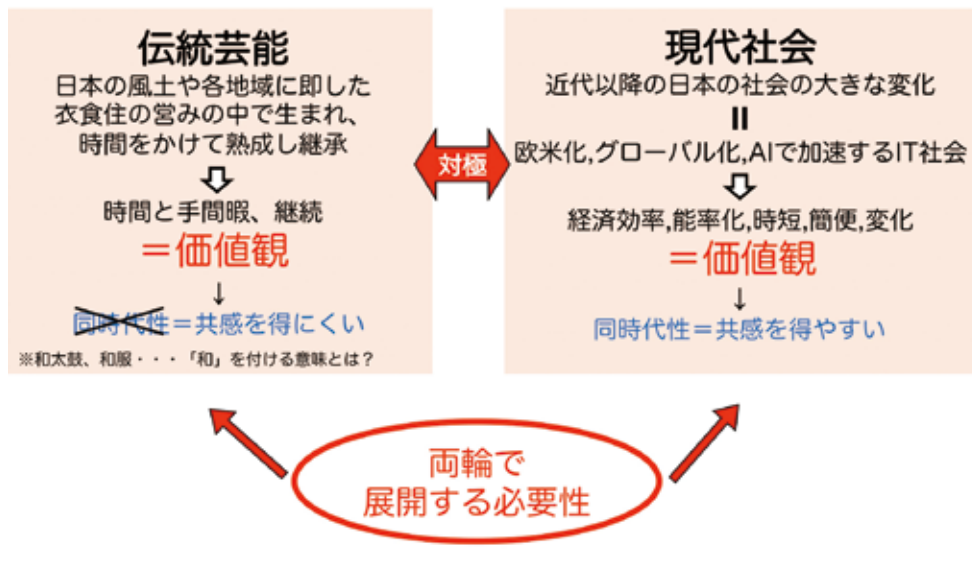 伝統芸能
日本の風土や各地域に即した
衣食住の営みの中で生まれ、
時間をかけて熟成し継承
時間と手間暇、継続
＝価値観
↓
同時代性＝共感を得にくい
※和太鼓、和服・・・「和」を付ける意味とは？
対極
現代社会
近代以降の日本の社会の大きな変化
＝
欧米化,グローバル化,AIで加速するIT社会
経済効率,能率化,時短,簡便,変化
＝価値観
↓
同時代性＝共感を得やすい
両輪で
展開する必要性